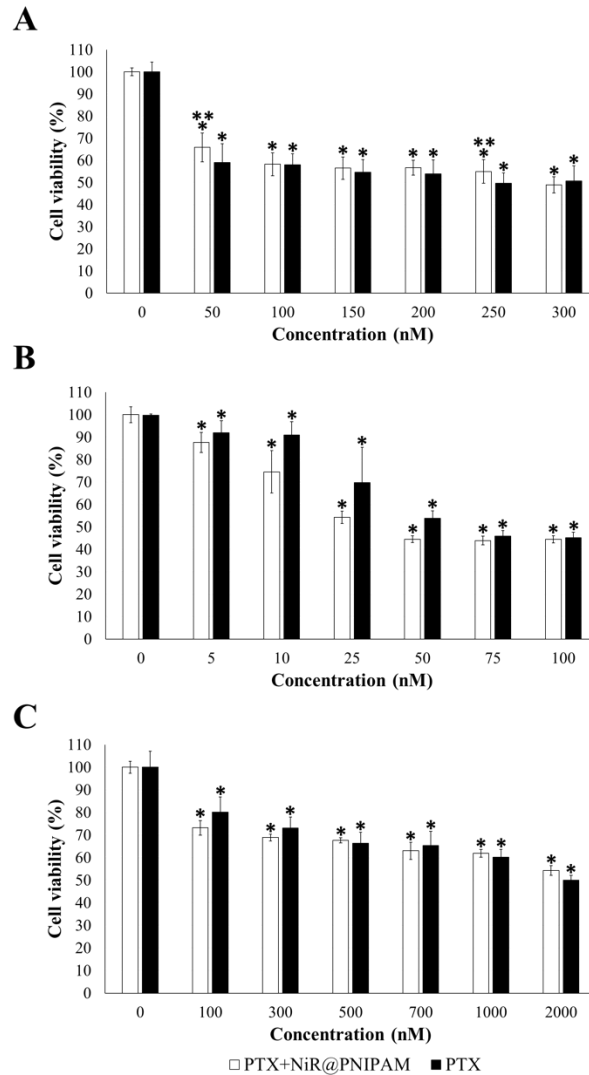 A
110
100
90
80
70
60
50
40
30
20
10
0
Cell viability (%)
** * * * * * * * * ** * * * *
0 50 100 150 200 250 300
Concentration (nM)
B
110
100
90
80
70
60
50
40
30
20
10
0
Cell viability (%)
* * * * * * * * * * * *
0 5 10 25 50 75 100
Concentration (nM)
C
110
100
90
80
70
60
50
40
30
20
10
0
Cell viability (%)
* * * * * * * * * * * *
0 100 300 500 700 1000 2000
Concentration (nM)
PTX+NiR@PNIPAM PTX